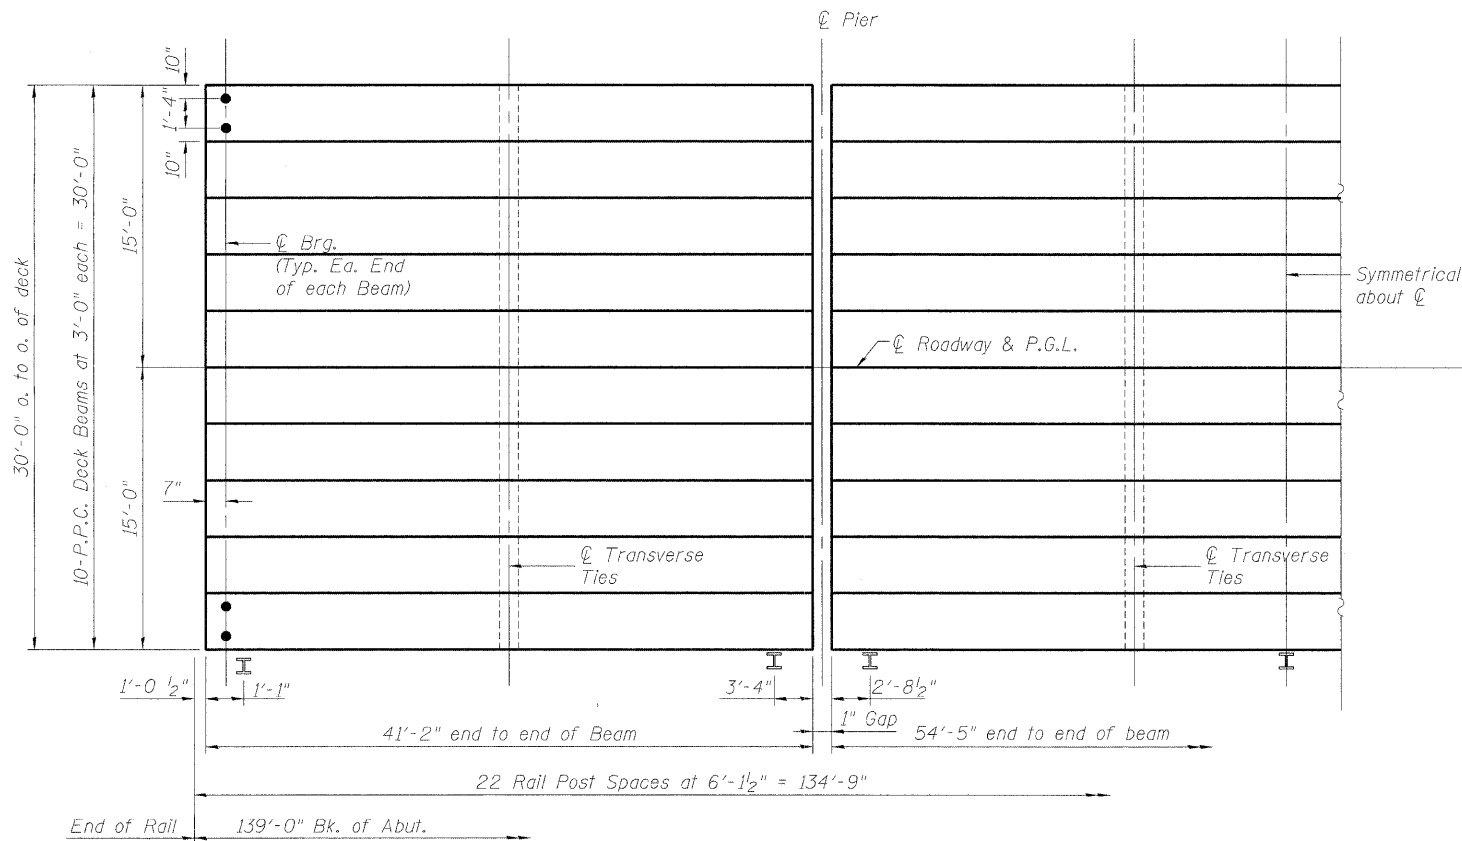 ℄ Pier
10"
1'-4"
10"
30'-0" o. to o. of deck
10-P.P.C. Deck Beams at 3'-0" each = 30'-0"
15'-0"
15'-0"
℄ Brg.
(Typ. Ea. End
of each Beam)
Symmetrical
about ℄
℄ Roadway & P.G.L.
7"
℄ Transverse
Ties
℄ Transverse
Ties
1'-0 1/2"
1'-1"
3'-4"
2'-8 1/2"
1" Gap
41'-2" end to end of Beam
54'-5" end to end of beam
22 Rail Post Spaces at 6'-1 1/2" = 134'-9"
End of Rail
139'-0" Bk. of Abut.